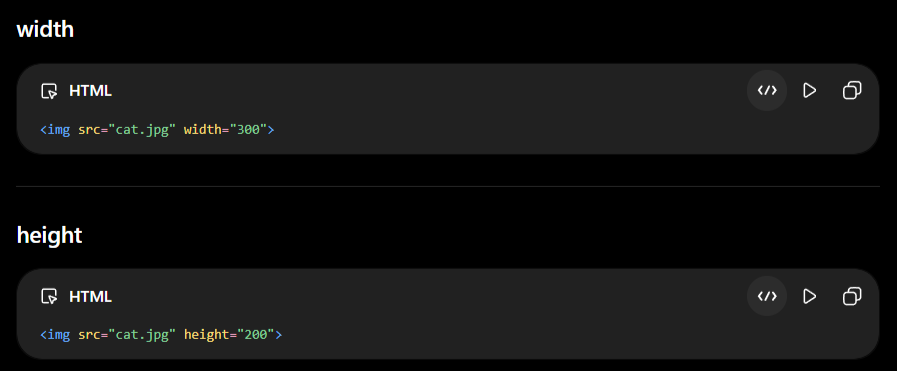 width
HTML
<img src="cat.jpg" width="300">
height
HTML
<img src="cat.jpg" height="200">